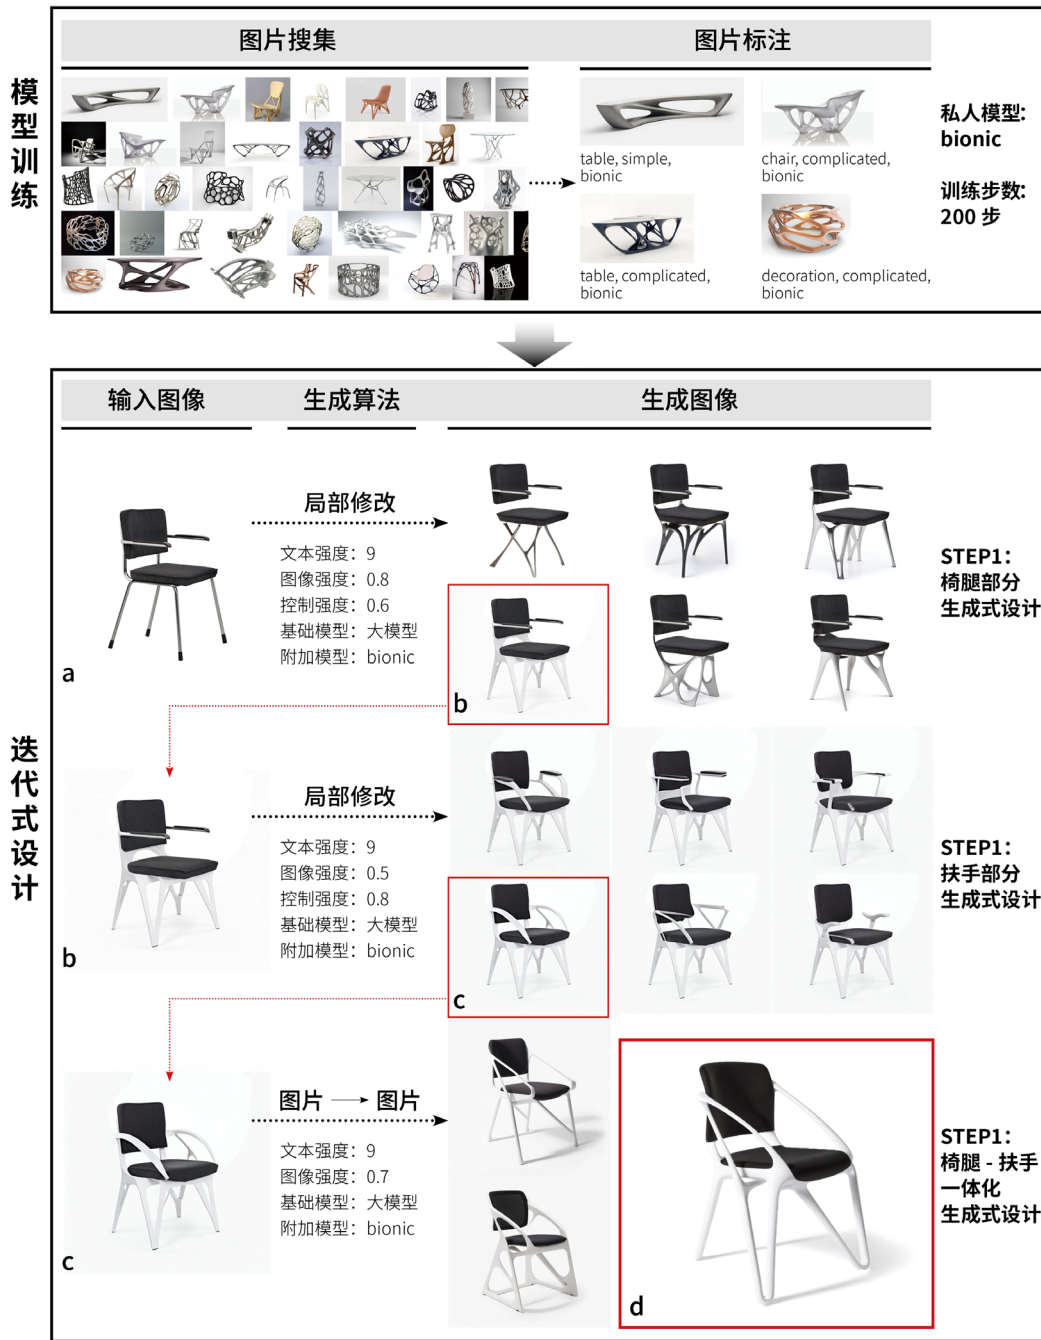 模型训练
图片搜集
图片标注
table, simple,
bionic
chair, complicated,
bionic
table, complicated,
bionic
decoration, complicated,
bionic
私人模型:
bionic
训练步数:
200 步
迭代式设计
输入图像
生成算法
生成图像
a
局部修改
文本强度：9
图像强度：0.8
控制强度：0.6
基础模型：大模型
附加模型：bionic
b
STEP1：
椅腿部分
生成式设计
b
局部修改
文本强度：9
图像强度：0.5
控制强度：0.8
基础模型：大模型
附加模型：bionic
c
STEP1：
扶手部分
生成式设计
c
图片 → 图片
文本强度：9
图像强度：0.7
基础模型：大模型
附加模型：bionic
d
STEP1：
椅腿 - 扶手
一体化
生成式设计